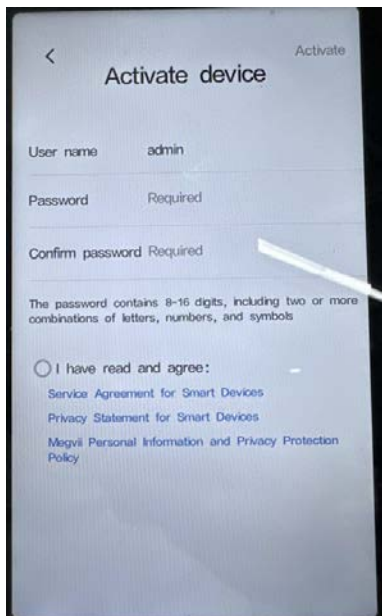 Activate
Activate device
User name admin
Password Required
Confirm password Required
The password contains 8-16 digits, including two or more
combinations of letters, numbers, and symbols
I have read and agree:
Service Agreement for Smart Devices
Privacy Statement for Smart Devices
Megvii Personal Information and Privacy Protection
Policy